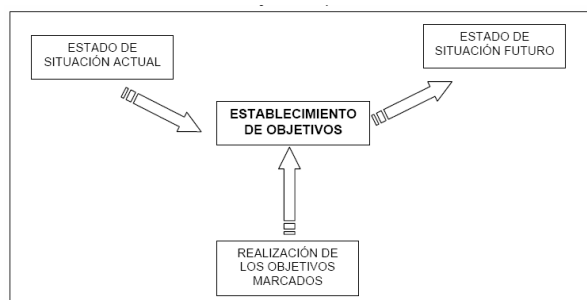 ESTADO DE
SITUACIÓN ACTUAL
ESTADO DE
SITUACIÓN FUTURO
ESTABLECIMIENTO
DE OBJETIVOS
REALIZACIÓN DE
LOS OBJETIVOS
MARCADOS